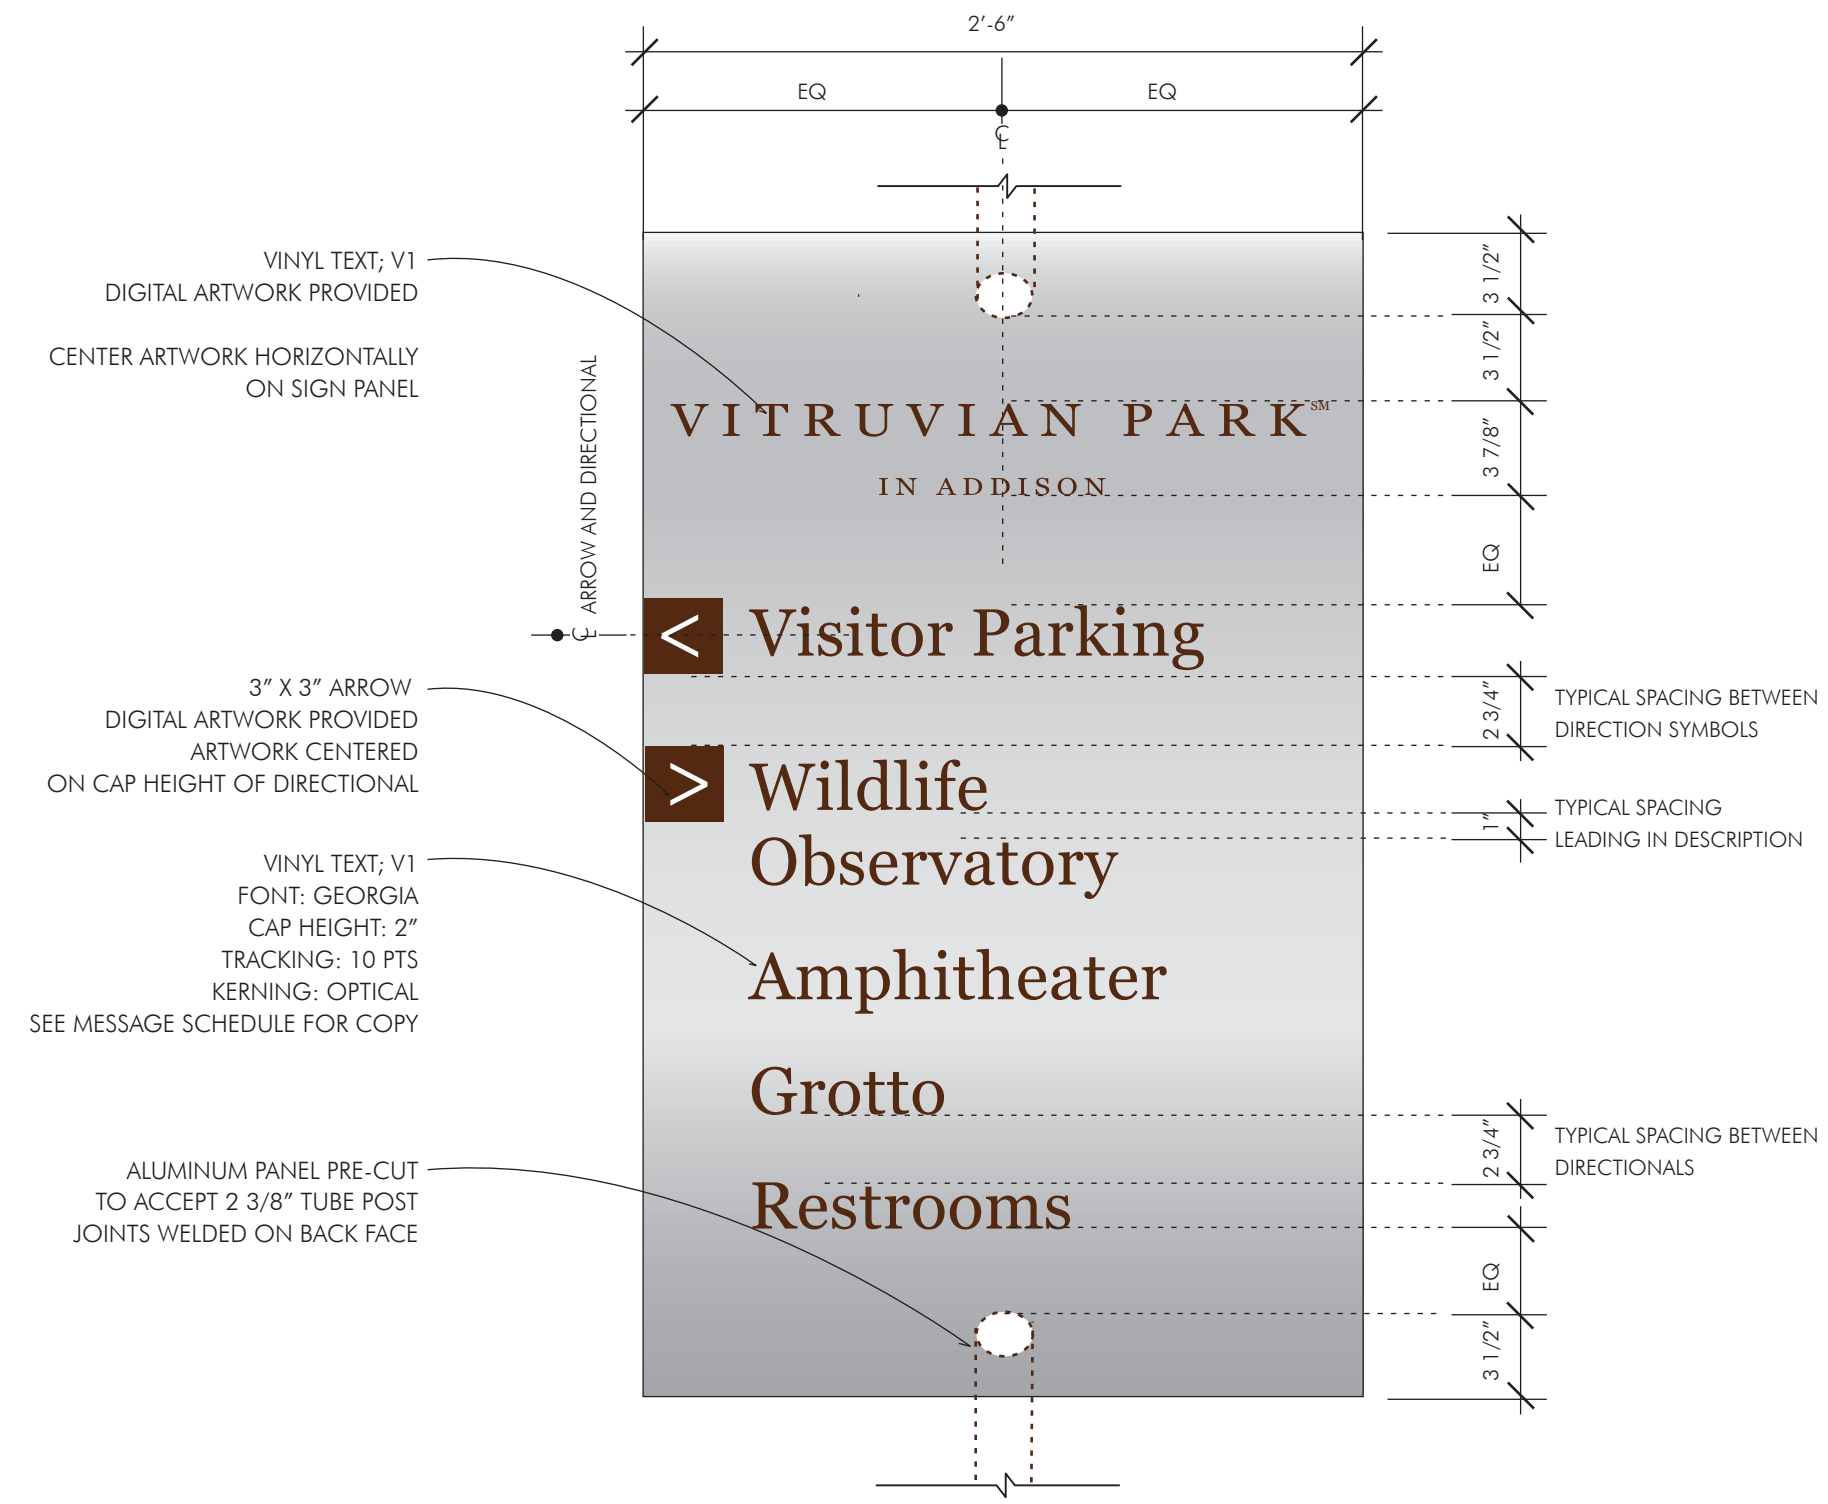 2’-6”
EQ
EQ
CL
VINYL TEXT; V1
DIGITAL ARTWORK PROVIDED
CENTER ARTWORK HORIZONTALLY
ON SIGN PANEL
CL ARROW AND DIRECTIONAL
3” X 3” ARROW
DIGITAL ARTWORK PROVIDED
ARTWORK CENTERED
ON CAP HEIGHT OF DIRECTIONAL
VINYL TEXT; V1
FONT: GEORGIA
CAP HEIGHT: 2”
TRACKING: 10 PTS
KERNING: OPTICAL
SEE MESSAGE SCHEDULE FOR COPY
ALUMINUM PANEL PRE-CUT
TO ACCEPT 2 3/8” TUBE POST
JOINTS WELDED ON BACK FACE
VITRUVIAN PARK SM
IN ADDISON
< Visitor Parking
> Wildlife
Observatory
Amphitheater
Grotto
Restrooms
3 1/2”
3 1/2”
3 7/8”
EQ
2 3/4”
TYPICAL SPACING BETWEEN
DIRECTION SYMBOLS
1”
TYPICAL SPACING
LEADING IN DESCRIPTION
2 3/4”
TYPICAL SPACING BETWEEN
DIRECTIONALS
EQ
3 1/2”